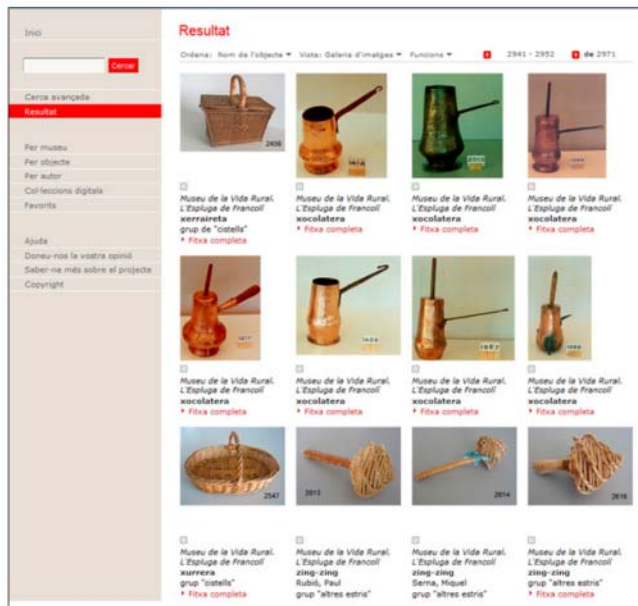 Inici
Cercar
Cerca avançada
Resultat
Per museu
Per objecte
Per autor
Col·leccions digitals
Favorits
Ajuda
Doneu-nos la vostra opinió
Saber-ne més sobre el projecte
Copyright
Resultat
Ordena: Nom de l'objecte Vista: Galeria d'imatges Funcions 2941 - 2952 de 2971
2456
Museu de la Vida Rural.
L'Espluga de Francolí
xerraireta
grup de "cistells"
Fitxa completa
Museu de la Vida Rural.
L'Espluga de Francolí
xocolatera
Fitxa completa
Museu de la Vida Rural.
L'Espluga de Francolí
xocolatera
Fitxa completa
Museu de la Vida Rural.
L'Espluga de Francolí
xocolatera
Fitxa completa
Museu de la Vida Rural.
L'Espluga de Francolí
xocolatera
Fitxa completa
Museu de la Vida Rural.
L'Espluga de Francolí
xocolatera
Fitxa completa
Museu de la Vida Rural.
L'Espluga de Francolí
xocolatera
Fitxa completa
Museu de la Vida Rural.
L'Espluga de Francolí
xocolatera
Fitxa completa
2547
Museu de la Vida Rural.
L'Espluga de Francolí
xurrera
grup "cistells"
Fitxa completa
2613
Museu de la Vida Rural.
L'Espluga de Francolí
zing-zing
Rubió, Paul
grup "altres estris"
2614
Museu de la Vida Rural.
L'Espluga de Francolí
zing-zing
Serna, Miquel
grup "altres estris"
2616
Museu de la Vida Rural.
L'Espluga de Francolí
zing-zing
grup "altres estris"
Fitxa completa